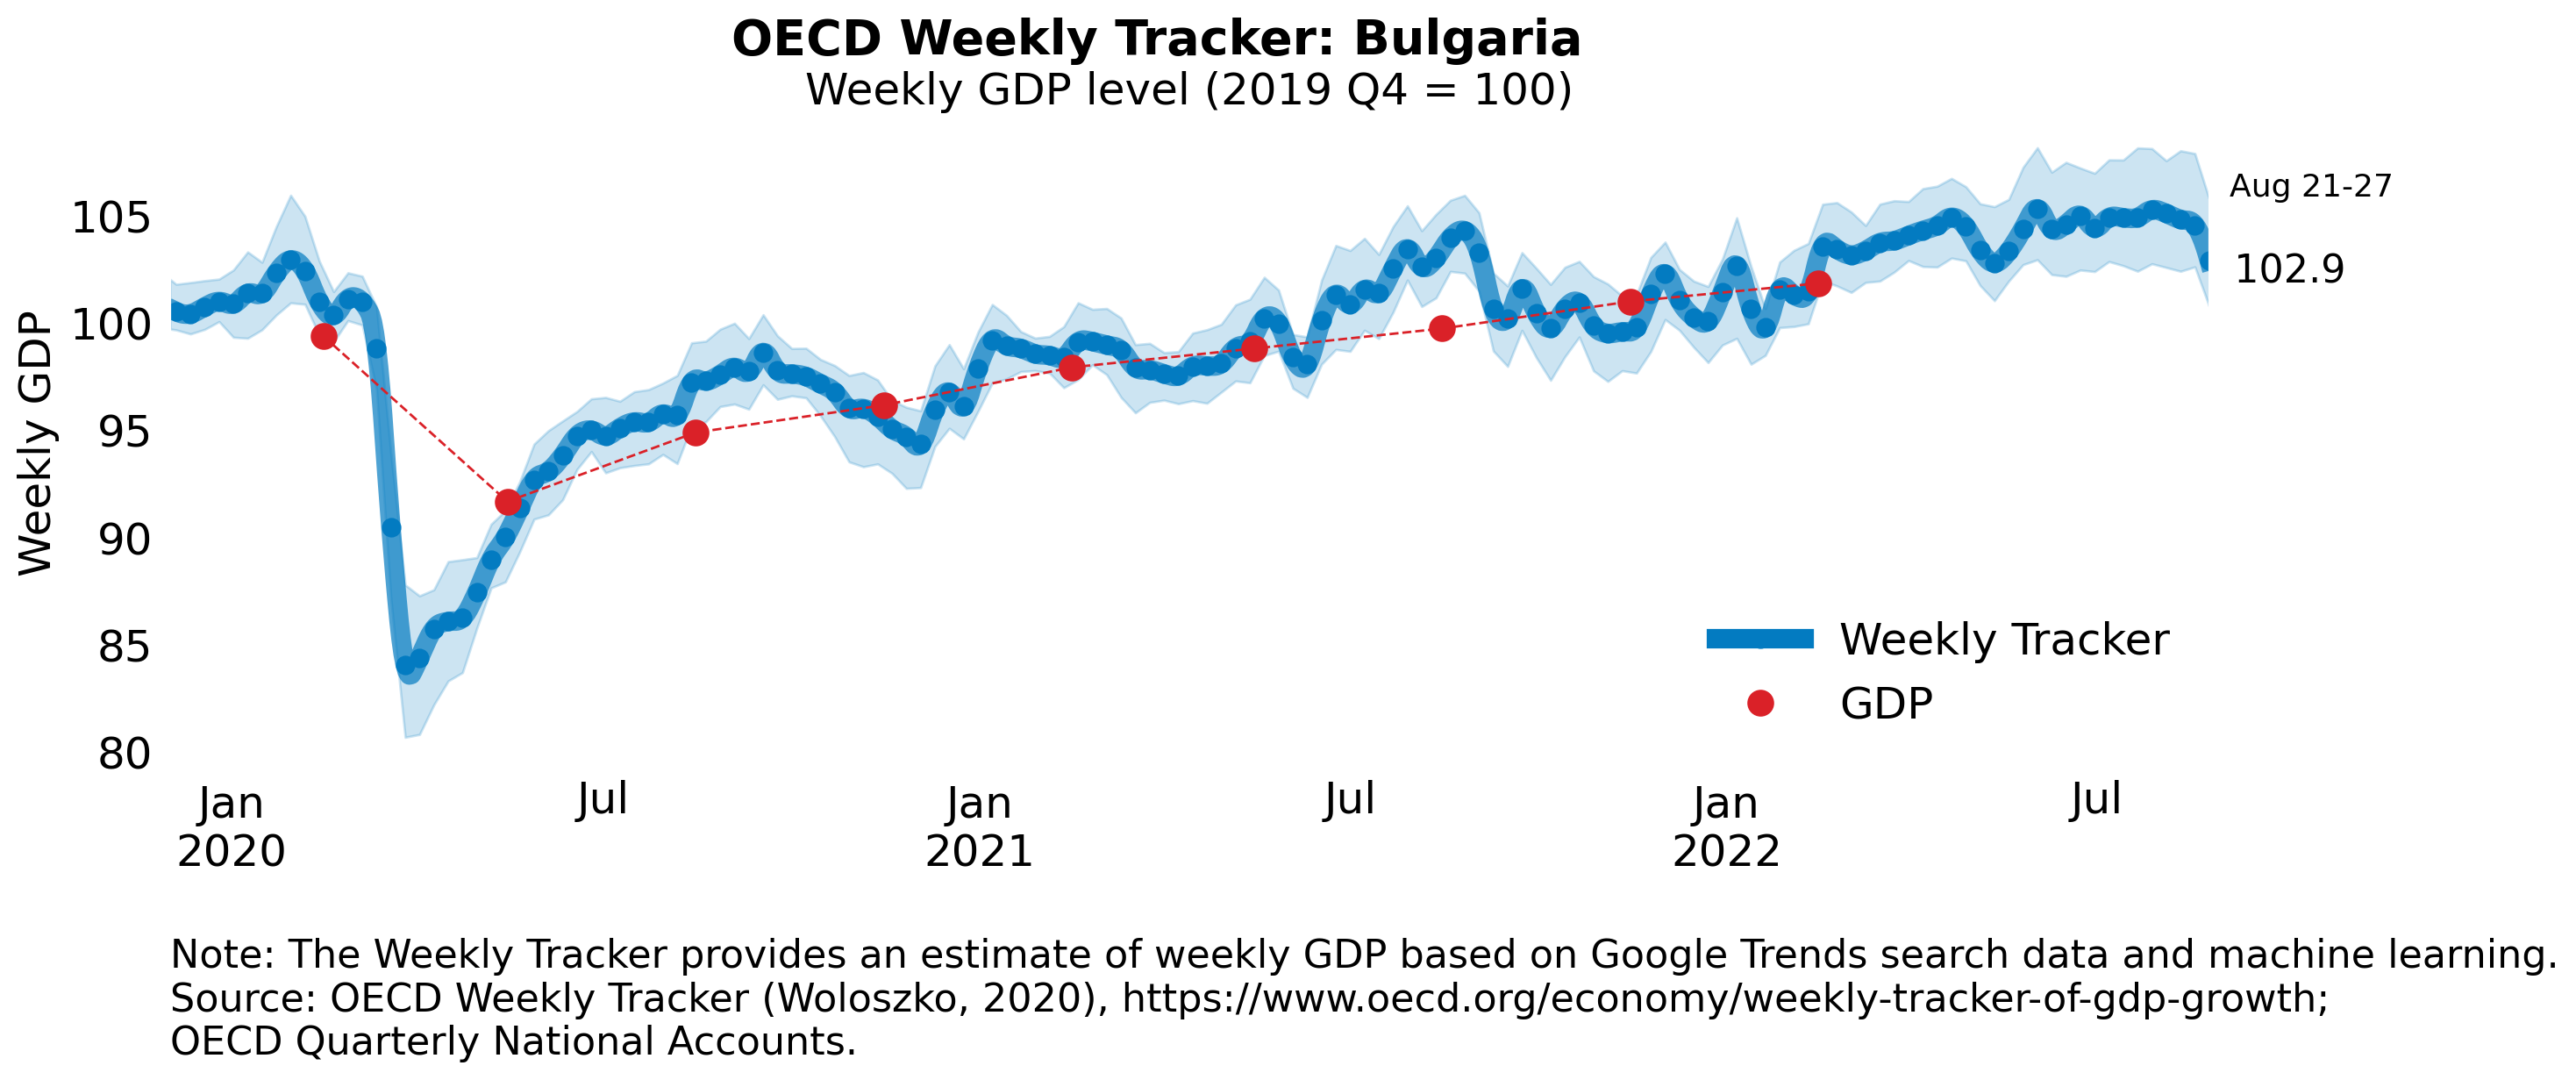 OECD Weekly Tracker: Bulgaria
Weekly GDP level (2019 Q4 = 100)
Weekly GDP
105
100
95
90
85
80
Aug 21-27
102.9
Weekly Tracker
GDP
Jan
2020
Jul
Jan
2021
Jul
Jan
2022
Jul
Note: The Weekly Tracker provides an estimate of weekly GDP based on Google Trends search data and machine learning.
Source: OECD Weekly Tracker (Woloszko, 2020), https://www.oecd.org/economy/weekly-tracker-of-gdp-growth;
OECD Quarterly National Accounts.